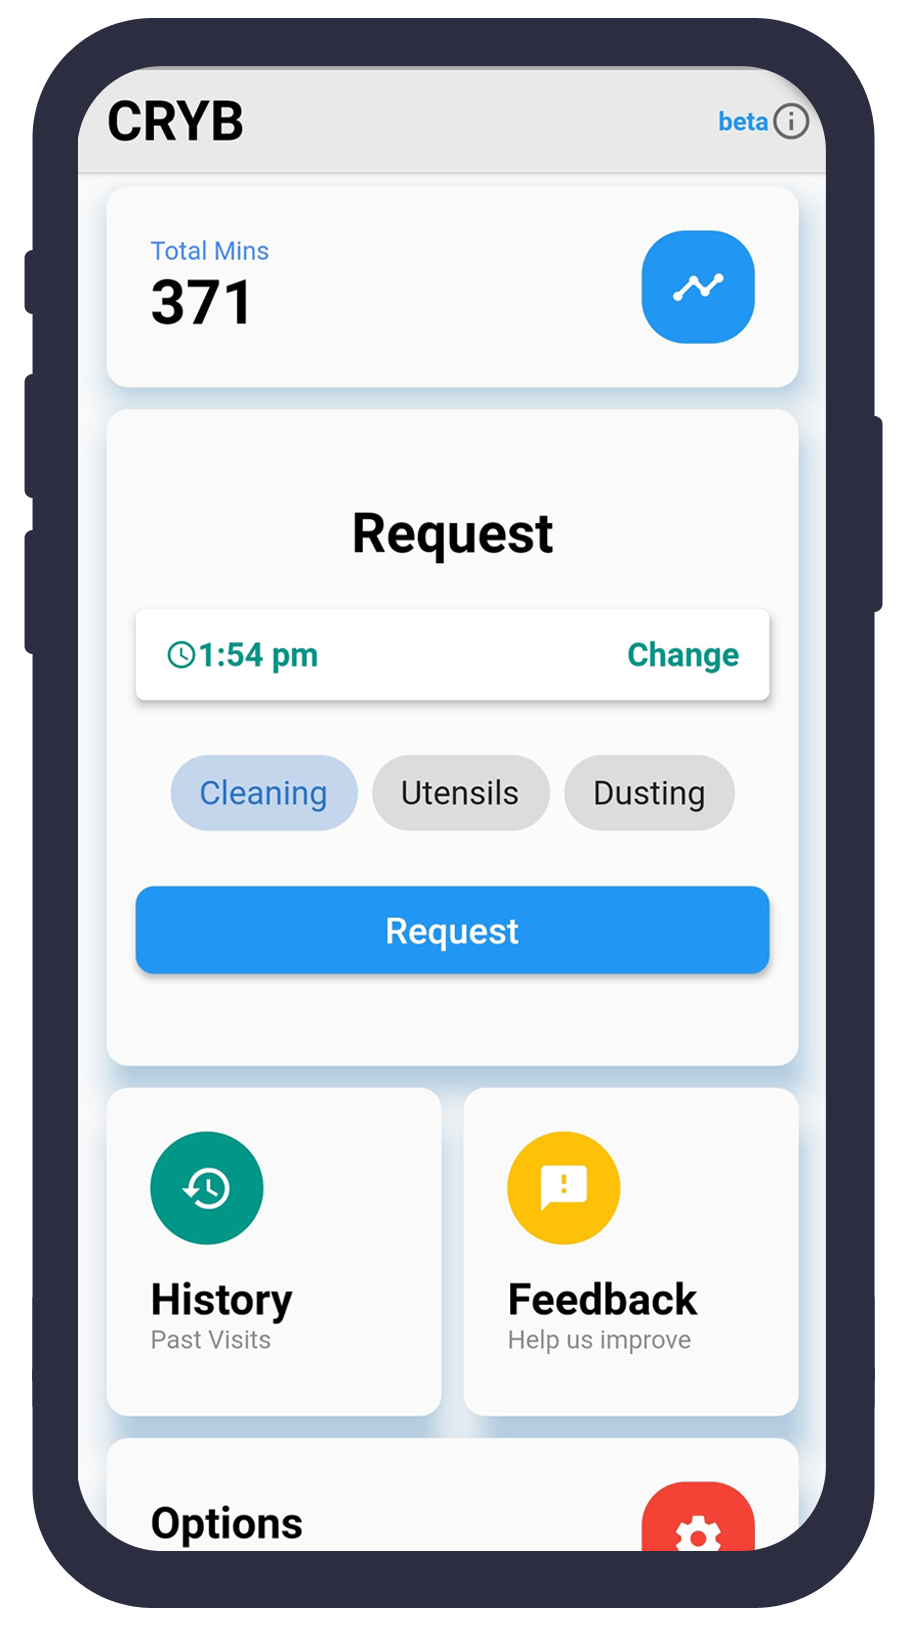 CRYB
beta
Total Mins
371
Request
1:54 pm Change
Cleaning Utensils Dusting
Request
History
Past Visits
Feedback
Help us improve
Options